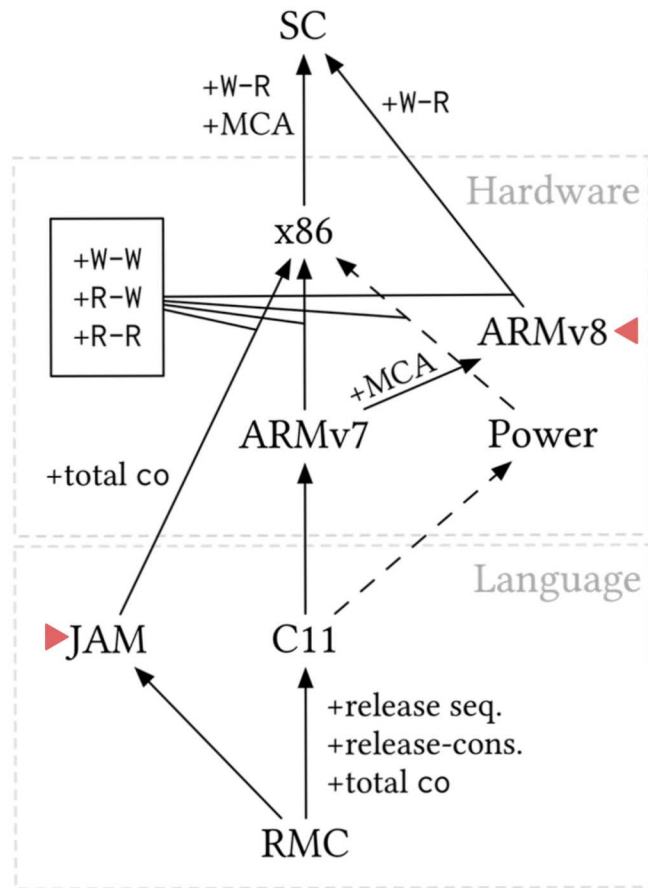 SC
+W-R
+MCA
+W-R
Hardware
x86
+W-W
+R-W
+R-R
ARMv8
+MCA
ARMv7
Power
+total co
Language
JAM
C11
+release seq.
+release-cons.
+total co
RMC